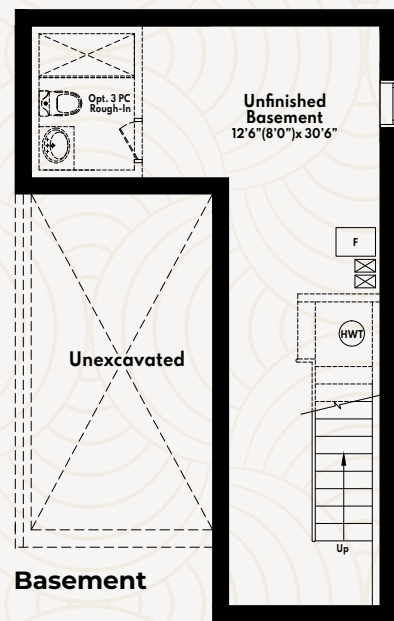 Opt. 3 PC
Rough-In
Unfinished
Basement
12'6"(8'0")x 30'6"
F
HWT
Unexcavated
Up
Basement